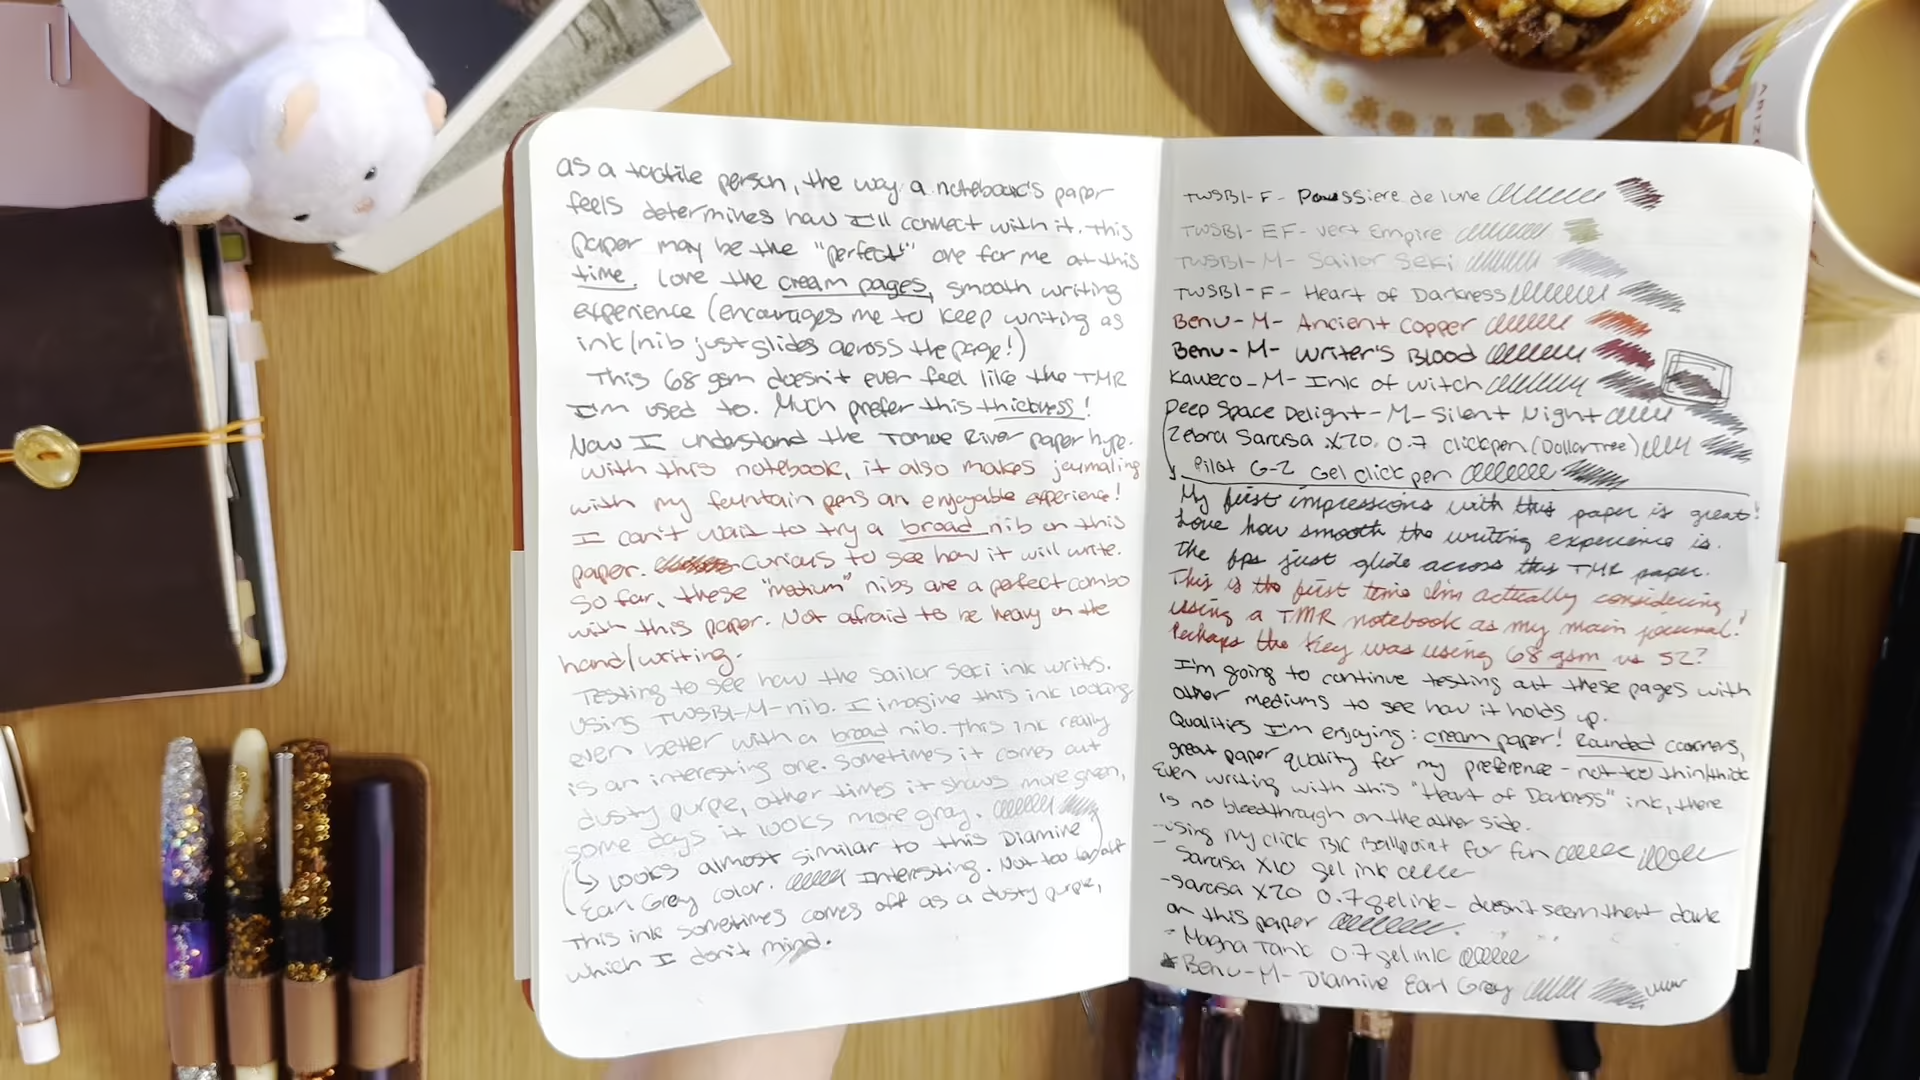 as a tactile person, the way a notebook's paper
feels determines how I'll connect with it. This
paper may be the "perfect" one for me at this
time. Love the cream pages, smooth writing
experience (encourages me to keep writing as
ink/nib just glides across the page!)
This 68 gsm doesn't ever feel like the TMR
I'm used to. Much prefer this thickness!
Now I understand the Tomoe River paper hype.
With this notebook, it also makes journaling
with my fountain pens an enjoyable experience!
I can't wait to try a broad nib on this
paper. Curious to see how it will write.
So far, these "medium" nibs are a perfect combo
with this paper. Not afraid to be heavy on the
hand/writing.
Testing to see how the Sailor Seki ink writes.
Using TWSBI-M-nib. I imagine this ink looking
even better with a broad nib. This ink really
is an interesting one. Sometimes it comes out
dusty purple, other times it shows more green,
some days it looks more gray.
↳ Looks almost similar to this Diamine
Earl Grey color. Interesting. Not too far off
This ink sometimes comes off as a dusty purple,
which I don't mind.
TWSBI-F- Poussiere de lune
TWSBI-EF-Vert Empire
TWSBI-M-Sailor Seki
TWSBI-F-Heart of Darkness
Benu-M-Ancient Copper
Benu-M-Writer's Blood
Kaweco-M-Ink of witch
Deep Space Delight-M-Silent Night
Zebra Sarasa X20 0.7 clickpen (Dollar Tree)
Pilot G-2 Gel click pen
My first impressions with this paper is great!
Love how smooth the writing experience is.
The fps just glide across this TMR paper.
This is the first time I'm actually considering
using a TMR notebook as my main journal!
Perhaps the key was using 68 gsm vs 52?
I'm going to continue testing out these pages with
other mediums to see how it holds up.
Qualities I'm enjoying: cream paper! Rounded coorners,
great paper quality for my preference - not too thin/thick
Even writing with this "Heart of Darkness" ink, there
is no bleedthrough on the other side.
-Using my click BIC Ballpoint for fun
- Sarasa X10 gel ink
-Sarasa X20 0.7 gel ink- doesn't seem that dark
on this paper
- Magna Tank 0.7 gel ink
* Benu-M- Diamine Earl Grey